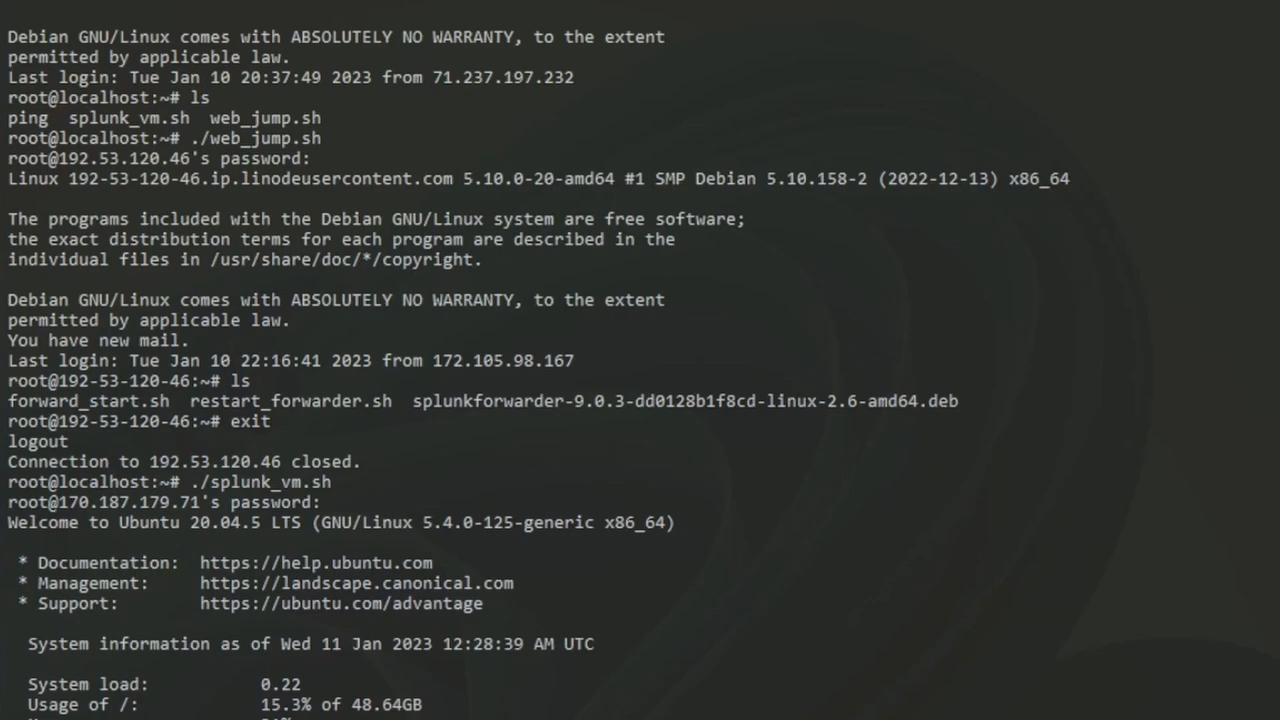 Debian GNU/Linux comes with ABSOLUTELY NO WARRANTY, to the extent
permitted by applicable law.
Last login: Tue Jan 10 20:37:49 2023 from 71.237.197.232
root@localhost:~# ls
ping  splunk_vm.sh  web_jump.sh
root@localhost:~# ./web_jump.sh
root@192.53.120.46's password:
Linux 192-53-120-46.ip.linodeusercontent.com 5.10.0-20-amd64 #1 SMP Debian 5.10.158-2 (2022-12-13) x86_64
The programs included with the Debian GNU/Linux system are free software;
the exact distribution terms for each program are described in the
individual files in /usr/share/doc/*/copyright.
Debian GNU/Linux comes with ABSOLUTELY NO WARRANTY, to the extent
permitted by applicable law.
You have new mail.
Last login: Tue Jan 10 22:16:41 2023 from 172.105.98.167
root@192-53-120-46:~# ls
forward_start.sh  restart_forwarder.sh  splunkforwarder-9.0.3-dd0128b1f8cd-linux-2.6-amd64.deb
root@192-53-120-46:~# exit
logout
Connection to 192.53.120.46 closed.
root@localhost:~# ./splunk_vm.sh
root@170.187.179.71's password:
Welcome to Ubuntu 20.04.5 LTS (GNU/Linux 5.4.0-125-generic x86_64)
* Documentation:  https://help.ubuntu.com
* Management:     https://landscape.canonical.com
* Support:        https://ubuntu.com/advantage
System information as of Wed 11 Jan 2023 12:28:39 AM UTC
System load:           0.22
Usage of /:            15.3% of 48.64GB